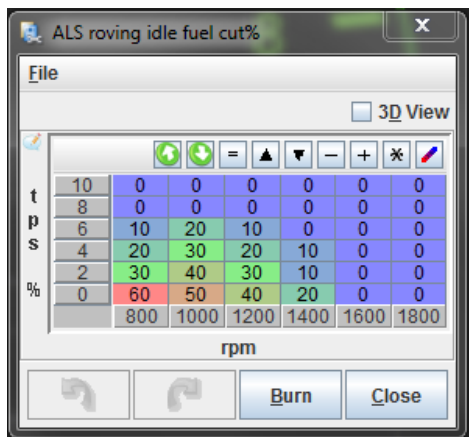 ALS roving idle fuel cut% X
File
3D View
= - + *
10 0 0 0 0 0 0
8 0 0 0 0 0 0
6 10 20 10 0 0 0
4 20 30 20 10 0 0
2 30 40 30 10 0 0
0 60 50 40 20 0 0
800 1000 1200 1400 1600 1800
tps %
rpm
Burn Close